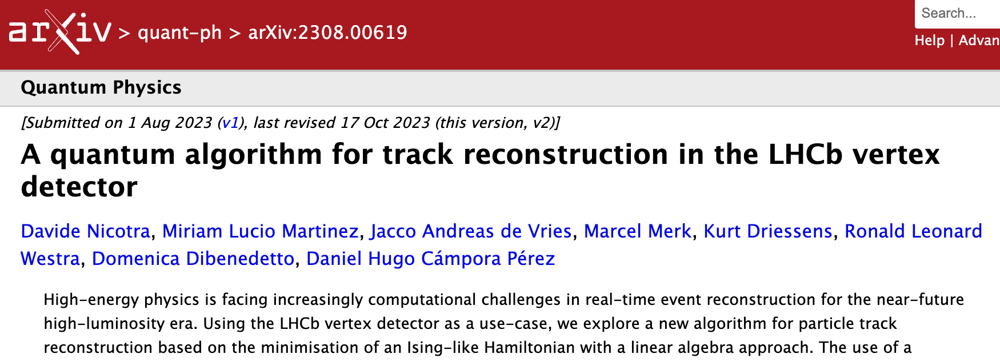 Search...
arXiv > quant-ph > arXiv:2308.00619
Help | Advan
Quantum Physics
[Submitted on 1 Aug 2023 (v1), last revised 17 Oct 2023 (this version, v2)]
A quantum algorithm for track reconstruction in the LHCb vertex
detector
Davide Nicotra, Miriam Lucio Martinez, Jacco Andreas de Vries, Marcel Merk, Kurt Driessens, Ronald Leonard
Westra, Domenica Dibenedetto, Daniel Hugo Cámpora Pérez
High-energy physics is facing increasingly computational challenges in real-time event reconstruction for the near-future
high-luminosity era. Using the LHCb vertex detector as a use-case, we explore a new algorithm for particle track
reconstruction based on the minimisation of an Ising-like Hamiltonian with a linear algebra approach. The use of a